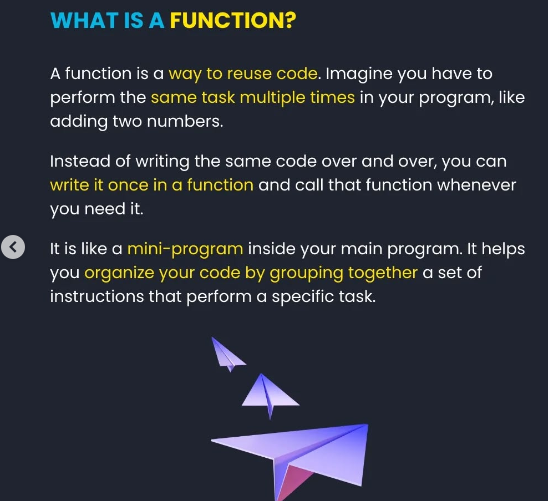 WHAT IS A FUNCTION?
A function is a way to reuse code. Imagine you have to
perform the same task multiple times in your program, like
adding two numbers.
Instead of writing the same code over and over, you can
write it once in a function and call that function whenever
you need it.
It is like a mini-program inside your main program. It helps
you organize your code by grouping together a set of
instructions that perform a specific task.